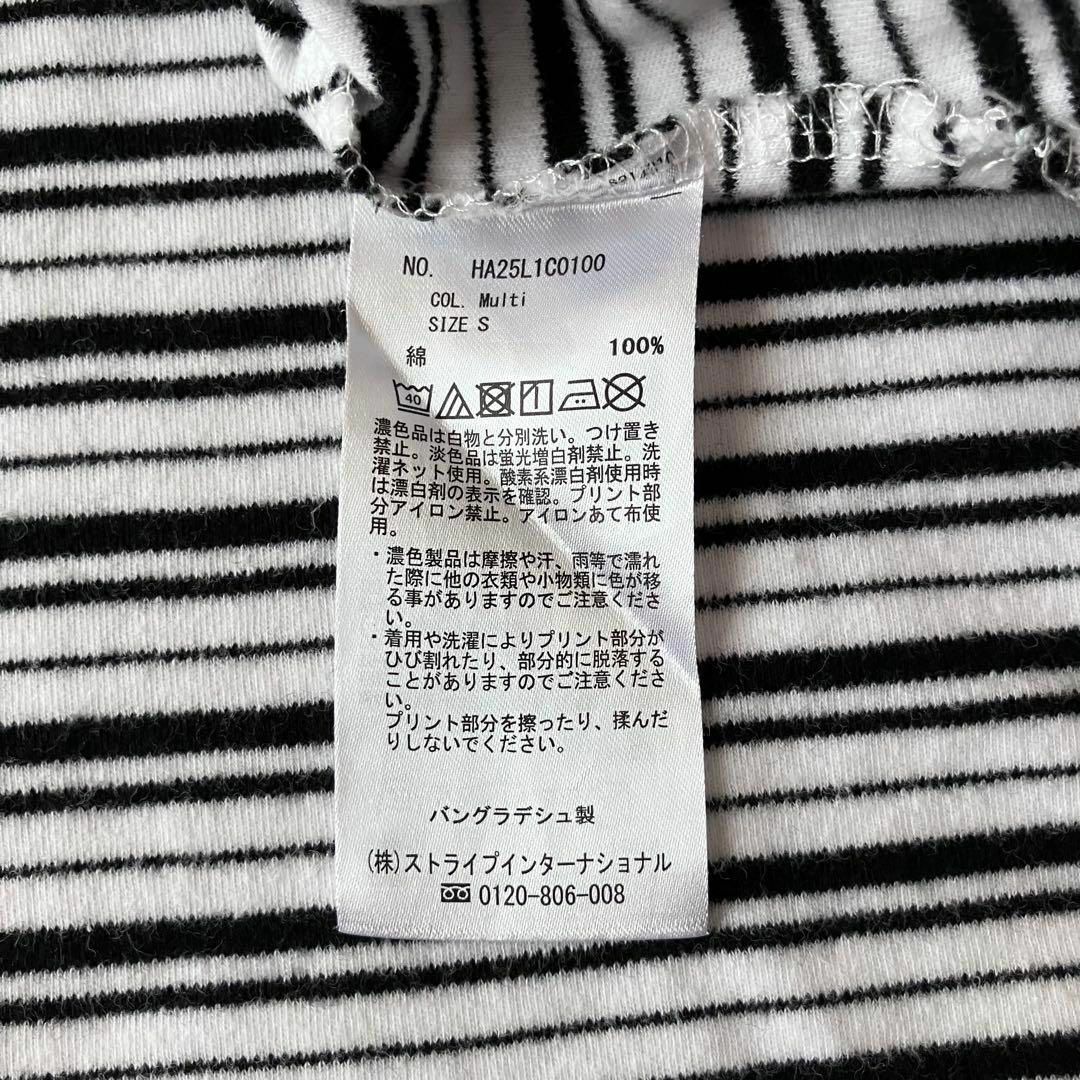 NO. HA25L1C0100
COL. Multi
SIZE S
綿 100%
40
濃色品は白物と分別洗い。つけ置き
禁止。淡色品は蛍光増白剤禁止。洗
濯ネット使用。酸素系漂白剤使用時
は漂白剤の表示を確認。プリント部
分アイロン禁止。アイロンあて布使
用。
・濃色製品は摩擦や汗、雨等で濡れ
た際に他の衣類や小物類に色が移
る事がありますのでご注意くださ
い。
・着用や洗濯によりプリント部分が
ひび割れたり、部分的に脱落する
ことがありますのでご注意くださ
い。
プリント部分を擦ったり、揉んだ
りしないでください。
バングラデシュ製
(株)ストライプインターナショナル
0120-806-008